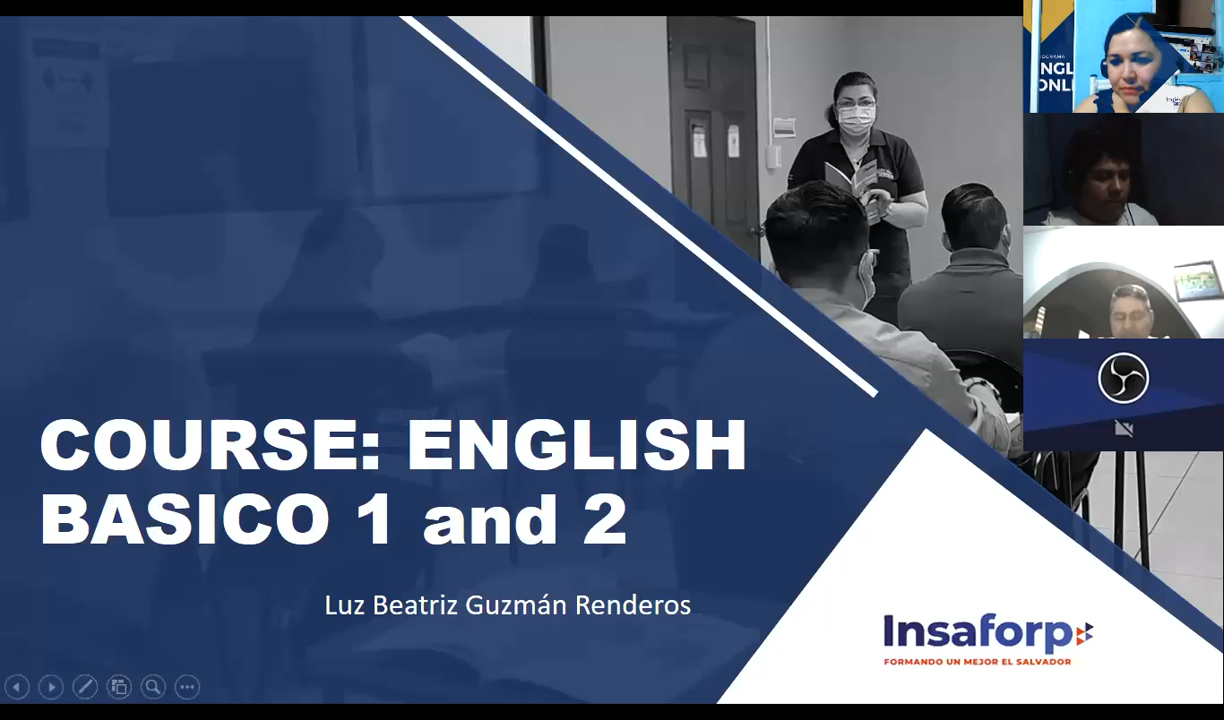 COURSE: ENGLISH
BASICO 1 and 2
Luz Beatriz Guzmán Renderos
Insaforp
FORMANDO UN MEJOR EL SALVADOR